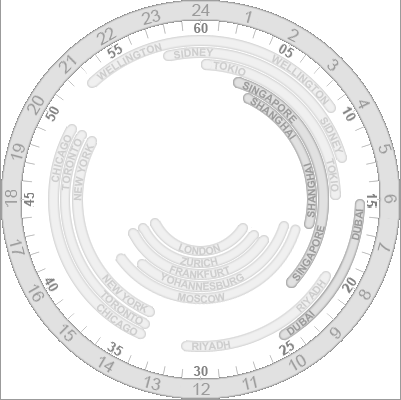 24
1
2
3
4
5
6
7
8
9
10
11
12
13
14
15
16
17
18
19
20
21
22
23
60
05
10
15
20
25
30
35
40
45
50
55
WELLINGTON
WELLINGTON
SiDNEY
SiDNEY
TOKIO
TOKIO
SINGAPORE
SINGAPORE
SHANGHAI
SHANGHAI
DUBAI
DUBAI
RIYADH
RIYADH
CHICAGO
TORONTO
NEW YORK
NEW YORK
TORONTO
CHICAGO
LONDON
ZURICH
FRANKFURT
YOHANNESBURG
MOSCOW